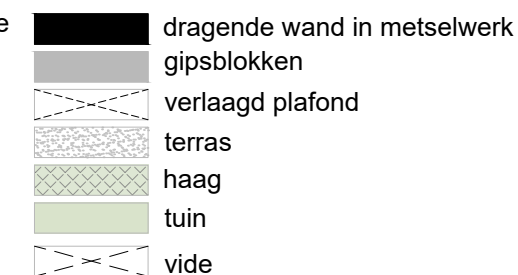 e dragende wand in metselwerk
gipsblokken
verlaagd plafond
terras
haag
tuin
vide